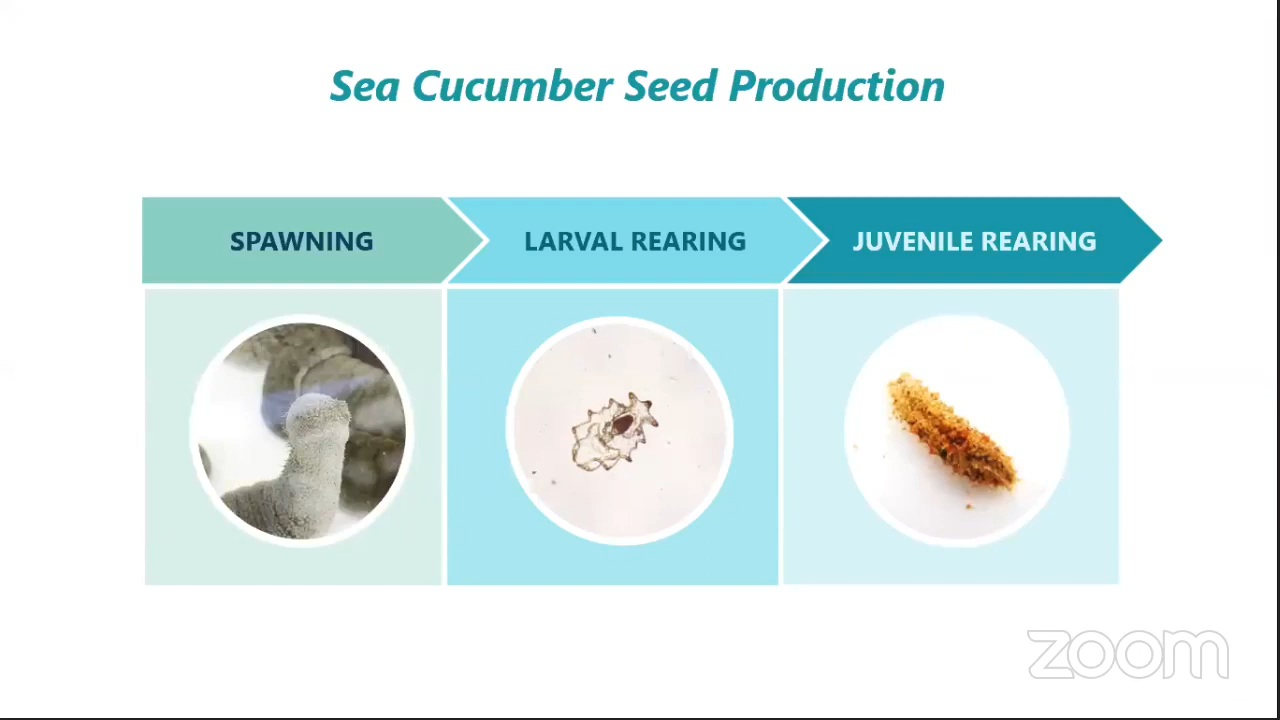 Sea Cucumber Seed Production
SPAWNING
LARVAL REARING
JUVENILE REARING
zoom